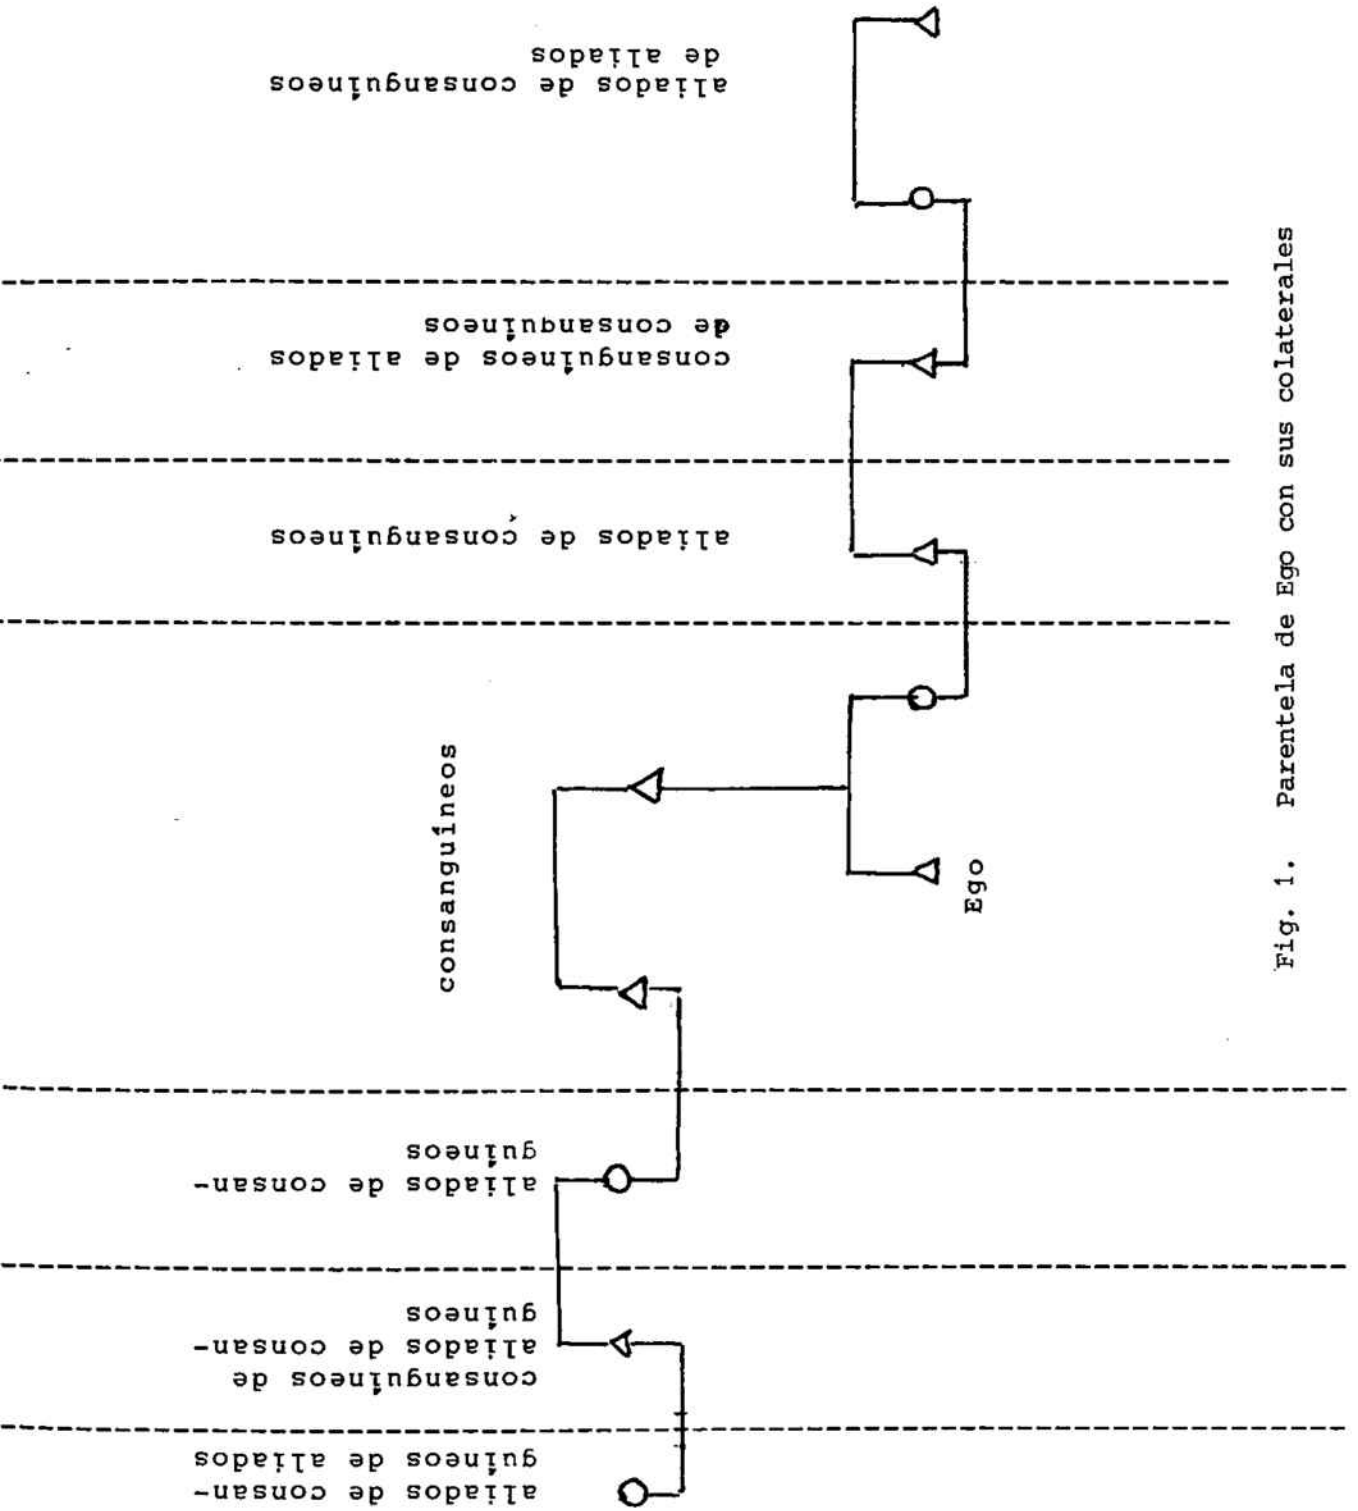 aliados de consan-
guíneos de aliados
consanguíneos de
aliados de consan-
guíneos
aliados de consan-
guíneos
consanguíneos
aliados de consanguíneos
consanguíneos de aliados
de consanguíneos
aliados de consanguíneos
de aliados
Ego
Fig. 1. Parentela de Ego con sus colaterales